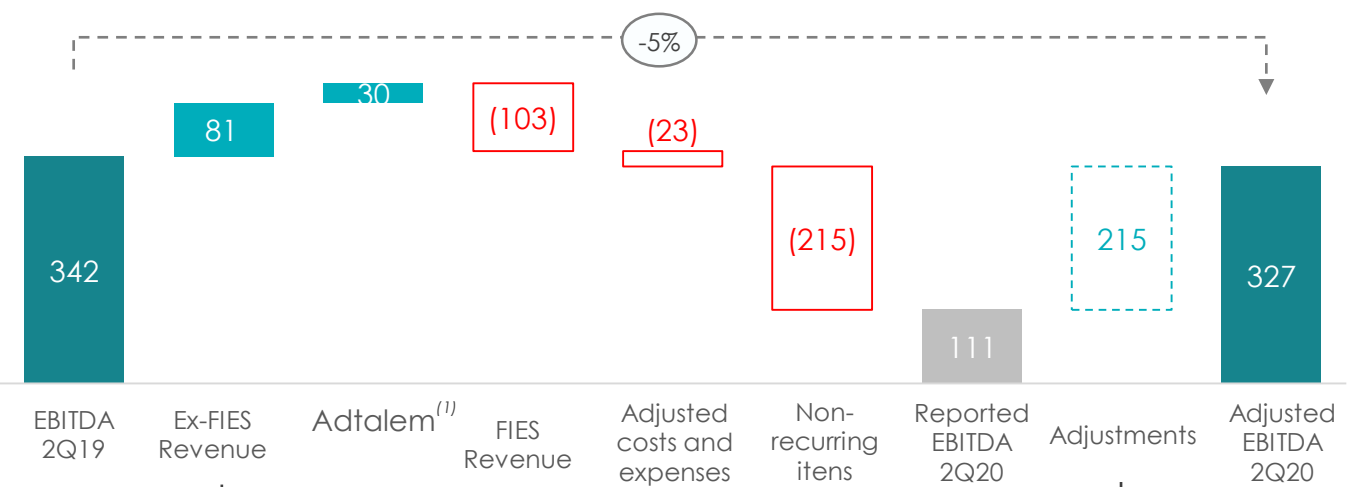 -5%
342
81
30
(103)
(23)
(215)
111
215
327
EBITDA
2Q19
Ex-FIES
Revenue
Adtalem(1)
FIES
Revenue
Adjusted
costs and
expenses
Non-
recurring
itens
Reported
EBITDA
2Q20
Adjustments
Adjusted
EBITDA
2Q20